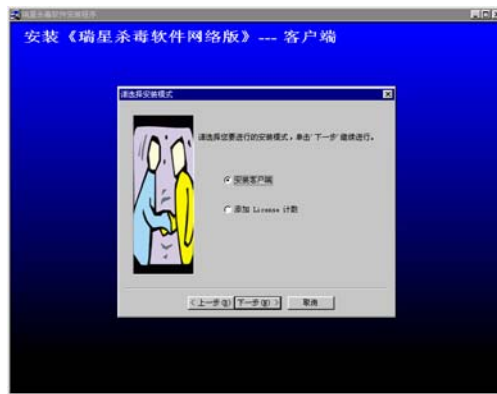 瑞星杀毒软件安装程序
安装《瑞星杀毒软件网络版》--- 客户端
请选择安装模式
请选择您要进行的安装模式，单击'下一步'继续进行。
安装客户端
添加 License 计数
<上一步(B) 下一步(N)> 取消